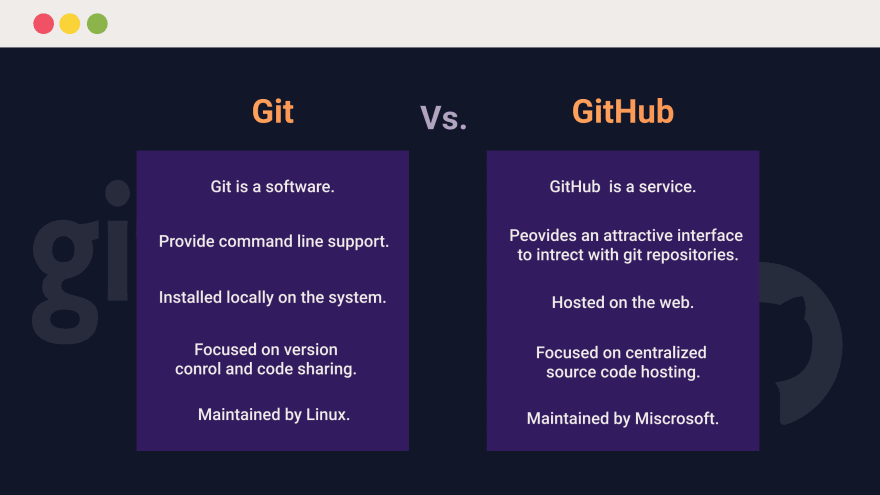 Git
Vs.
GitHub
git
Git is a software.
Provide command line support.
Installed locally on the system.
Focused on version
conrol and code sharing.
Maintained by Linux.
GitHub is a service.
Peovides an attractive interface
to intrect with git repositories.
Hosted on the web.
Focused on centralized
source code hosting.
Maintained by Miscrosoft.